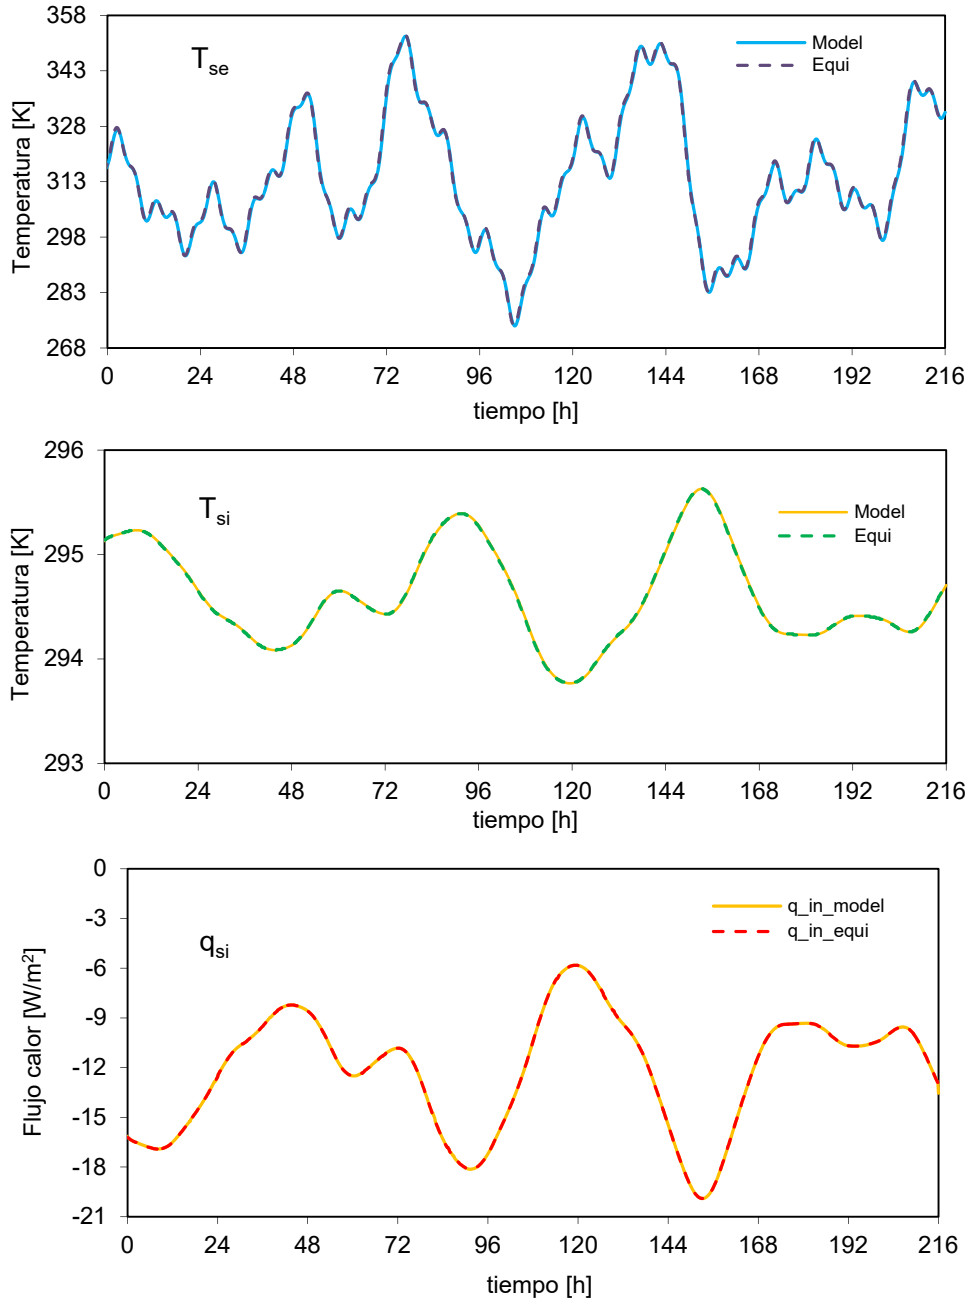 358
343
328
313
298
283
268
Temperatura [K]
T_se
Model
Equi
0 24 48 72 96 120 144 168 192 216
tiempo [h]
296
295
294
293
Temperatura [K]
T_si
Model
Equi
0 24 48 72 96 120 144 168 192 216
tiempo [h]
0
-3
-6
-9
-12
-15
-18
-21
Flujo calor [W/m²]
q_si
q_in_model
q_in_equi
0 24 48 72 96 120 144 168 192 216
tiempo [h]